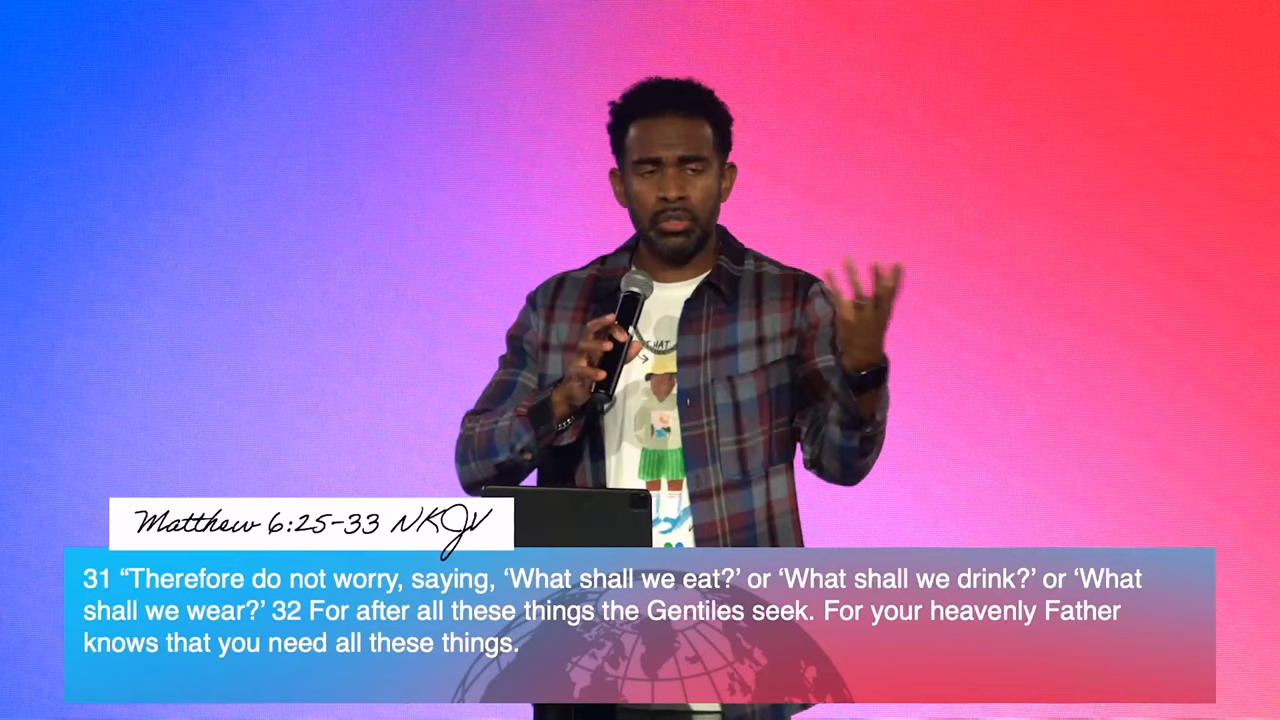 THAT
Matthew 6:25-33 NKJV
31 “Therefore do not worry, saying, ‘What shall we eat?’ or ‘What shall we drink?’ or ‘What
shall we wear?’ 32 For after all these things the Gentiles seek. For your heavenly Father
knows that you need all these things.